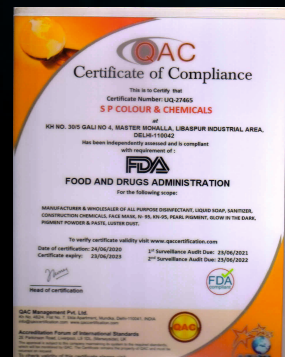 QAC
Certificate of Compliance
This is to Certify that
Certificate Number: UQ-27465
S P COLOUR & CHEMICALS
at
KH NO. 30/5 GALI NO 4, MASTER MOHALLA, LIBASPUR INDUSTRIAL AREA,
DELHI-110042
Has been independently assessed and is compliant
with requirement of :
FDA
FOOD AND DRUGS ADMINISTRATION
For the following scope:
MANUFACTURER & WHOLESALER OF ALL PURPOSE DISINFECTANT, LIQUID SOAP, SANITIZER,
CONSTRUCTION CHEMICALS, FACE MASK, N- 95, KN-95, PEARL PIGMENT, GLOW IN THE DARK,
PIGMENT POWDER & PASTE, LUSTER DUST.
To verify certificate validity visit www.qaccertification.com
Date of certification: 24/06/2020 1st Surveillance Audit Due: 23/06/2021
Certificate expiry: 23/06/2023 2nd Surveillance Audit Due: 23/06/2022
Head of certification
FDA
compliant
QAC Management Pvt. Ltd.
QAC
Accreditation Forum of International Standards